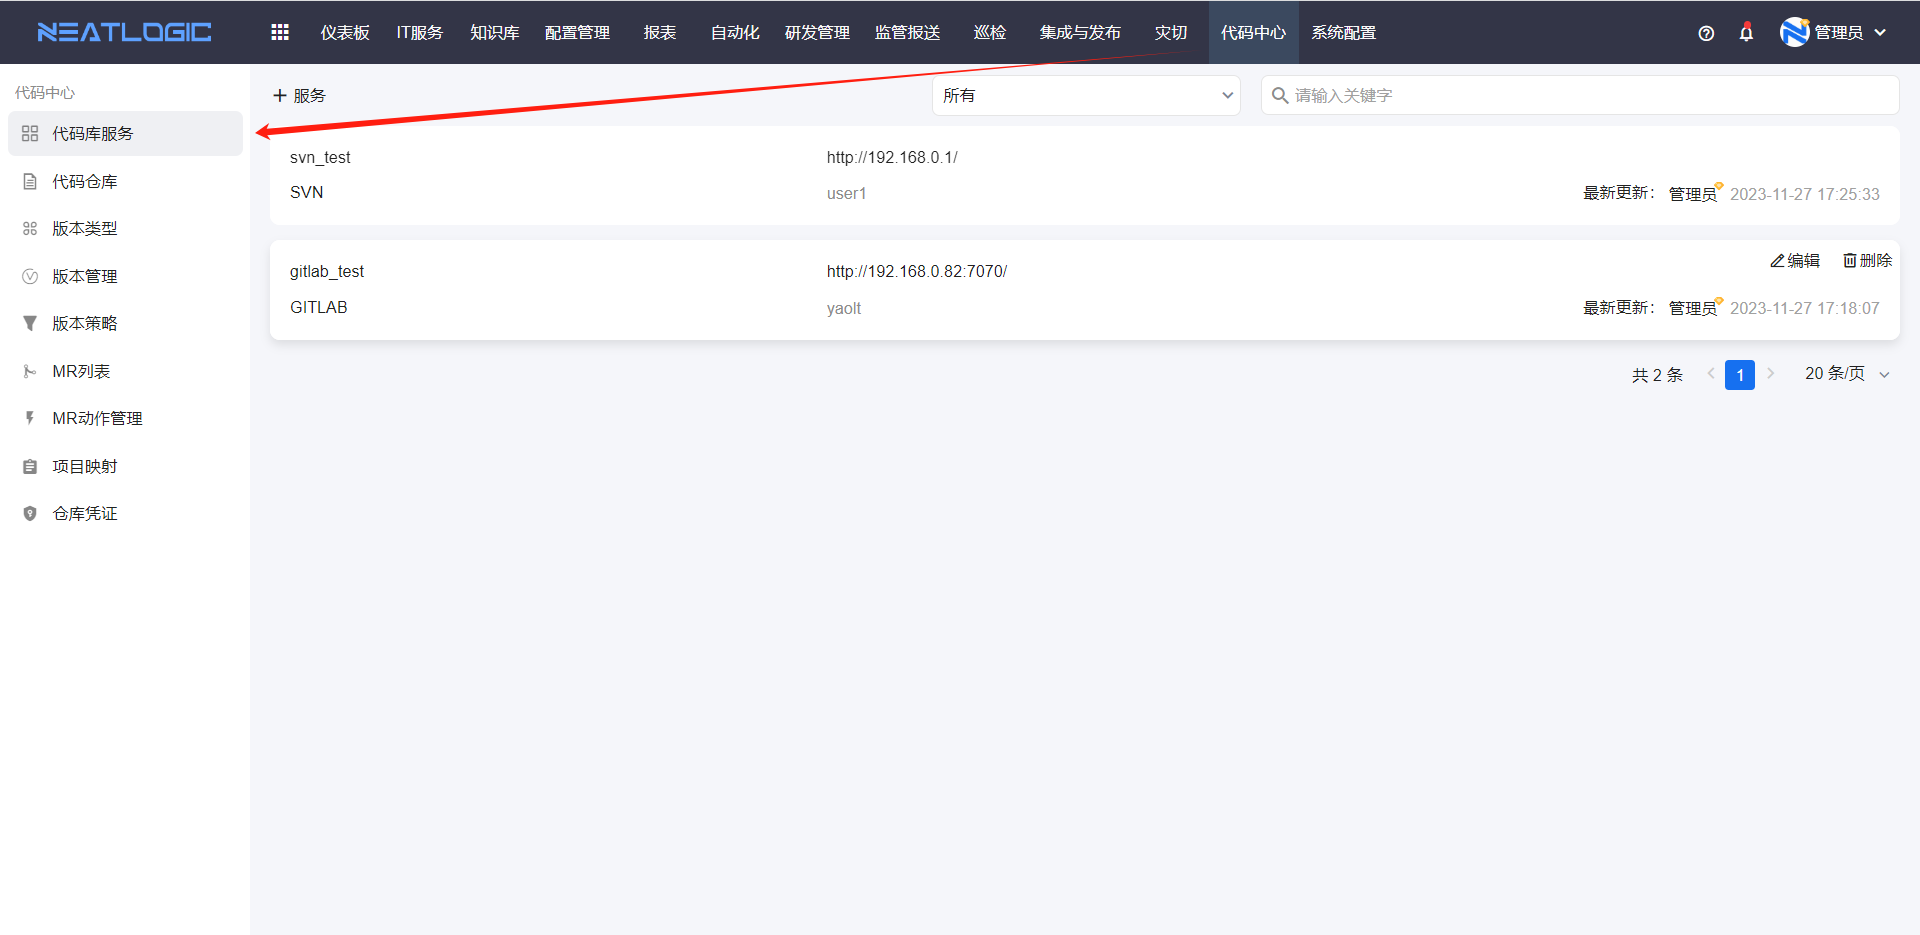 NEATLOGIC 仪表板 IT服务 知识库 配置管理 报表 自动化 研发管理 监管报送 巡检 集成与发布 灾切 代码中心 系统配置 管理员
代码中心
代码库服务
代码仓库
版本类型
版本管理
版本策略
MR列表
MR动作管理
项目映射
仓库凭证
服务 所有 请输入关键字
svn_test http://192.168.0.1/
SVN user1 最新更新： 管理员 2023-11-27 17:25:33
gitlab_test http://192.168.0.82:7070/ 编辑 删除
GITLAB yaolt 最新更新： 管理员 2023-11-27 17:18:07
共 2 条 1 20 条/页